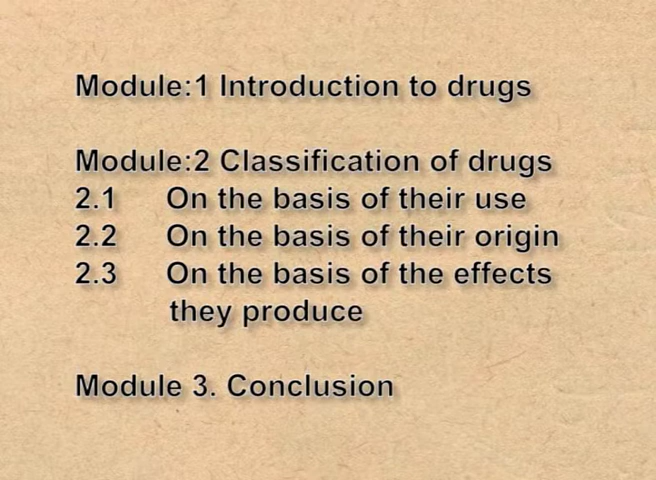 Module:1 Introduction to drugs
Module:2 Classification of drugs
2.1 On the basis of their use
2.2 On the basis of their origin
2.3 On the basis of the effects
they produce
Module 3. Conclusion